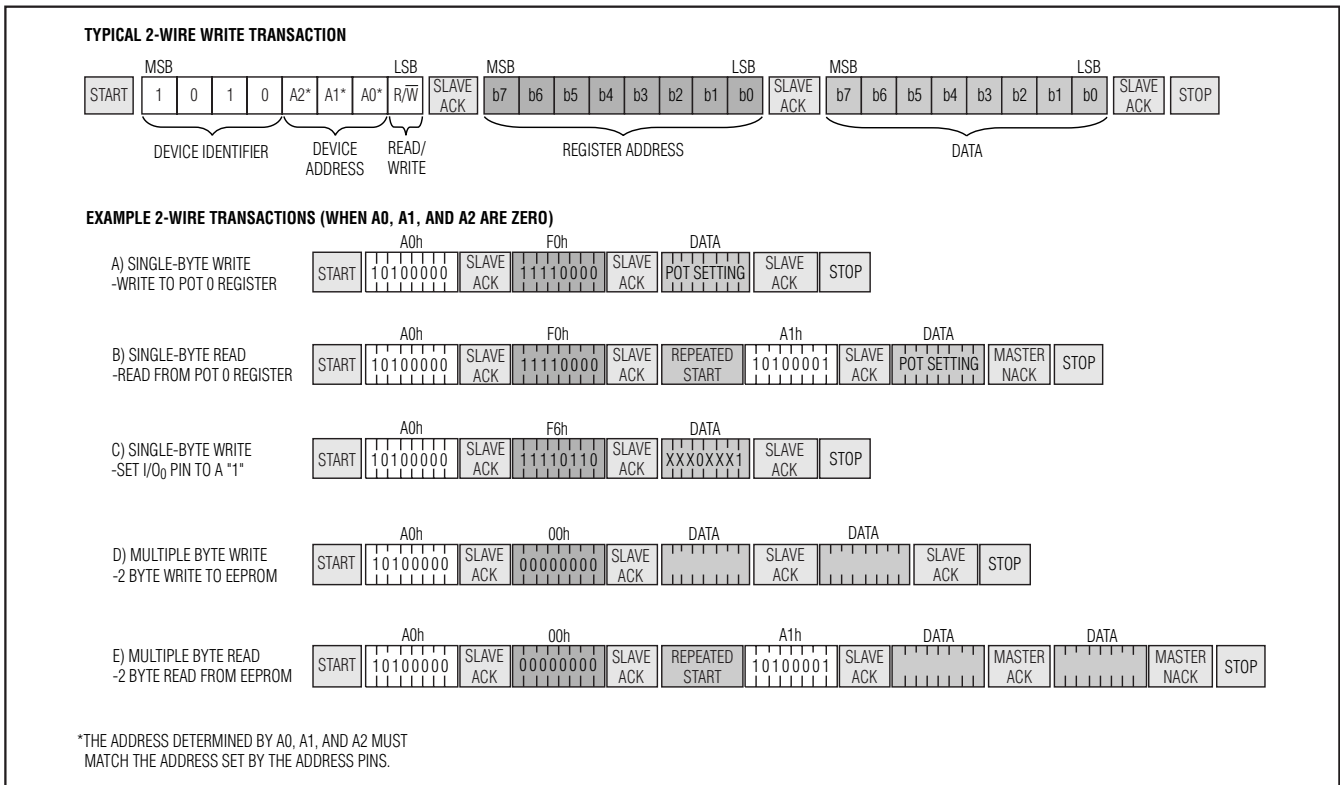 TYPICAL 2-WIRE WRITE TRANSACTION
MSB LSB MSB LSB MSB LSB
START 1 0 1 0 A2* A1* A0* R/W̅ SLAVE ACK b7 b6 b5 b4 b3 b2 b1 b0 SLAVE ACK b7 b6 b5 b4 b3 b2 b1 b0 SLAVE ACK STOP
DEVICE IDENTIFIER DEVICE ADDRESS READ/WRITE REGISTER ADDRESS DATA
EXAMPLE 2-WIRE TRANSACTIONS (WHEN A0, A1, AND A2 ARE ZERO)
A0h F0h DATA
A) SINGLE-BYTE WRITE
-WRITE TO POT 0 REGISTER
START 10100000 SLAVE ACK 11110000 SLAVE ACK POT SETTING SLAVE ACK STOP
A0h F0h A1h DATA
B) SINGLE-BYTE READ
-READ FROM POT 0 REGISTER
START 10100000 SLAVE ACK 11110000 SLAVE ACK REPEATED START 10100001 SLAVE ACK POT SETTING MASTER NACK STOP
A0h F6h DATA
C) SINGLE-BYTE WRITE
-SET I/O0 PIN TO A "1"
START 10100000 SLAVE ACK 11110110 SLAVE ACK XXX0XXX1 SLAVE ACK STOP
A0h 00h DATA DATA
D) MULTIPLE BYTE WRITE
-2 BYTE WRITE TO EEPROM
START 10100000 SLAVE ACK 00000000 SLAVE ACK SLAVE ACK SLAVE ACK STOP
A0h 00h A1h DATA DATA
E) MULTIPLE BYTE READ
-2 BYTE READ FROM EEPROM
START 10100000 SLAVE ACK 00000000 SLAVE ACK REPEATED START 10100001 SLAVE ACK MASTER ACK MASTER NACK STOP
*THE ADDRESS DETERMINED BY A0, A1, AND A2 MUST
MATCH THE ADDRESS SET BY THE ADDRESS PINS.